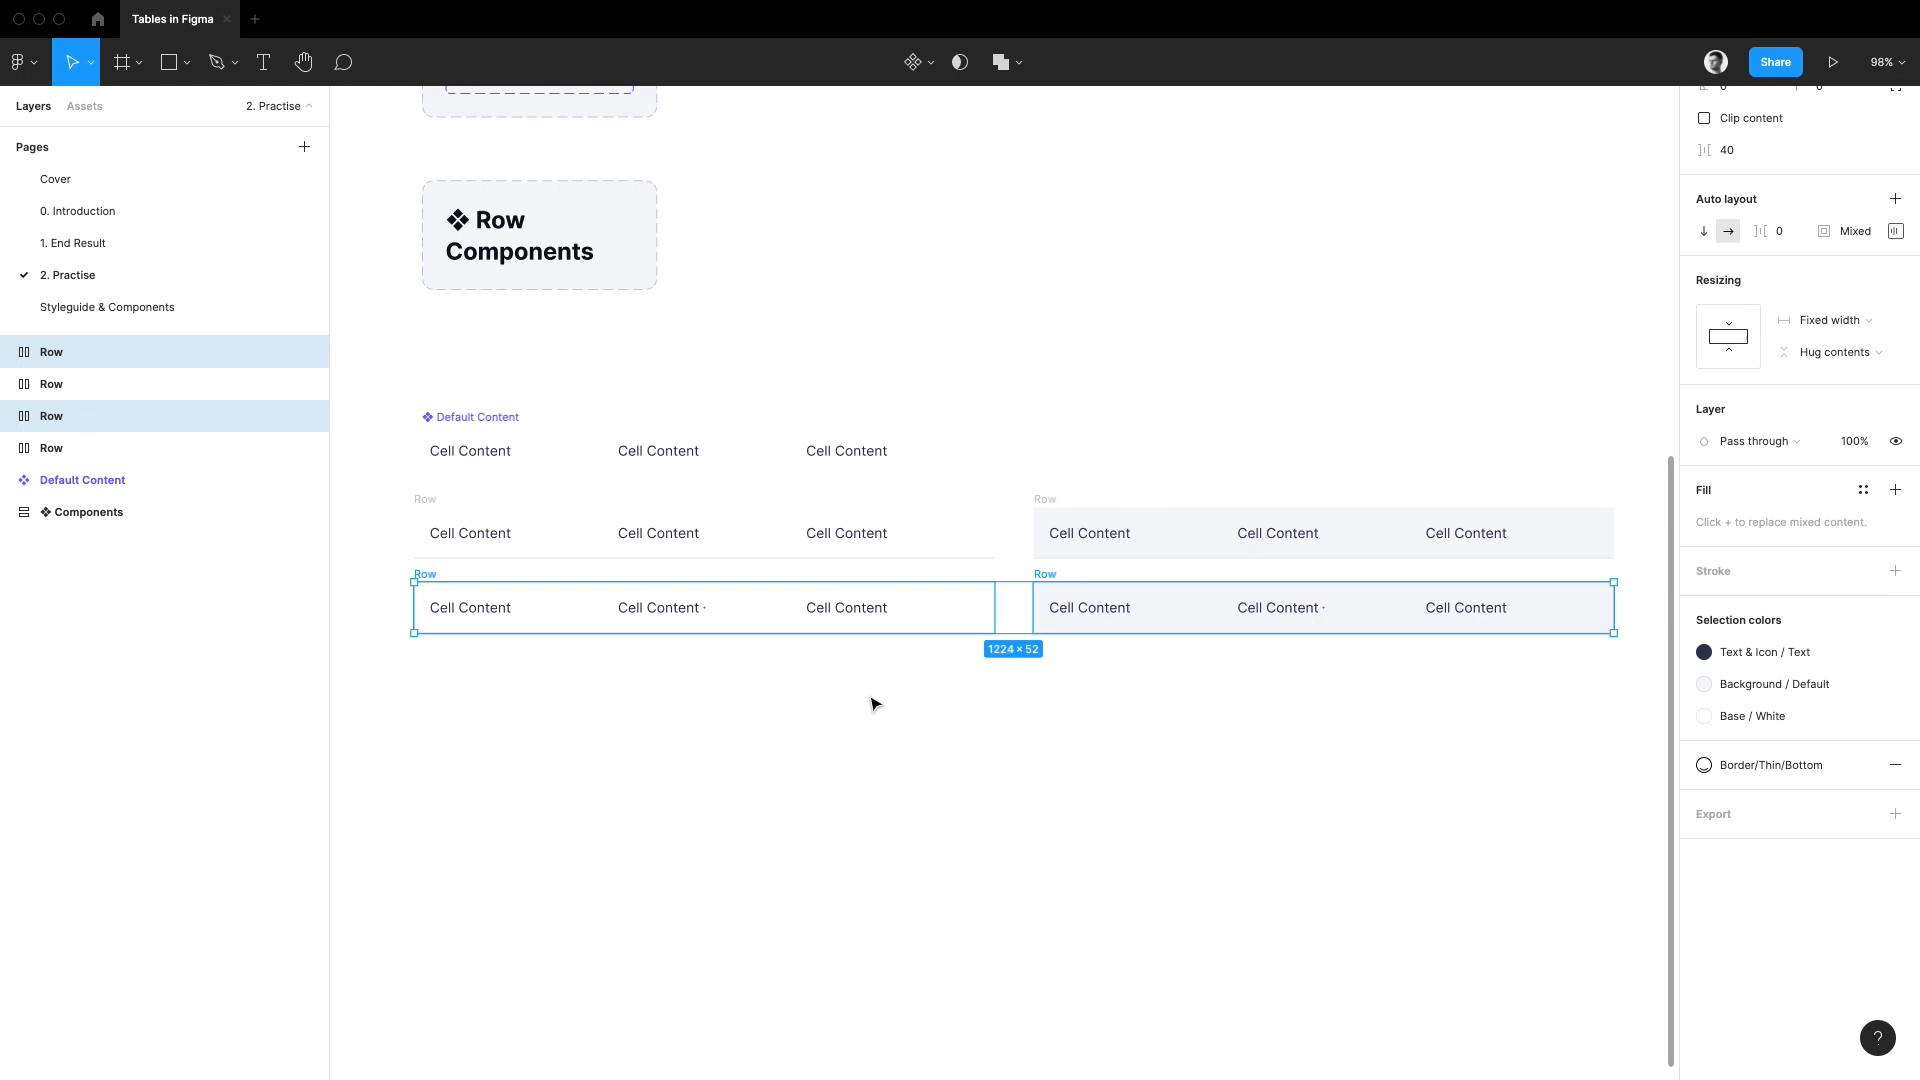 Tables in Figma
Share
98%
Layers
Assets
2. Practise
Pages
Cover
0. Introduction
1. End Result
2. Practise
Styleguide & Components
Row
Row
Row
Row
Default Content
Components
Row
Components
Default Content
Cell Content
Cell Content
Cell Content
Row
Row
Cell Content
Cell Content
Cell Content
Cell Content
Cell Content
Cell Content
Row
Row
Cell Content
Cell Content
Cell Content
Cell Content
Cell Content
Cell Content
1224 × 52
0
0
Clip content
40
Auto layout
0
Mixed
Resizing
Fixed width
Hug contents
Layer
Pass through
100%
Fill
Click + to replace mixed content.
Stroke
Selection colors
Text & Icon / Text
Background / Default
Base / White
Border/Thin/Bottom
Export
?